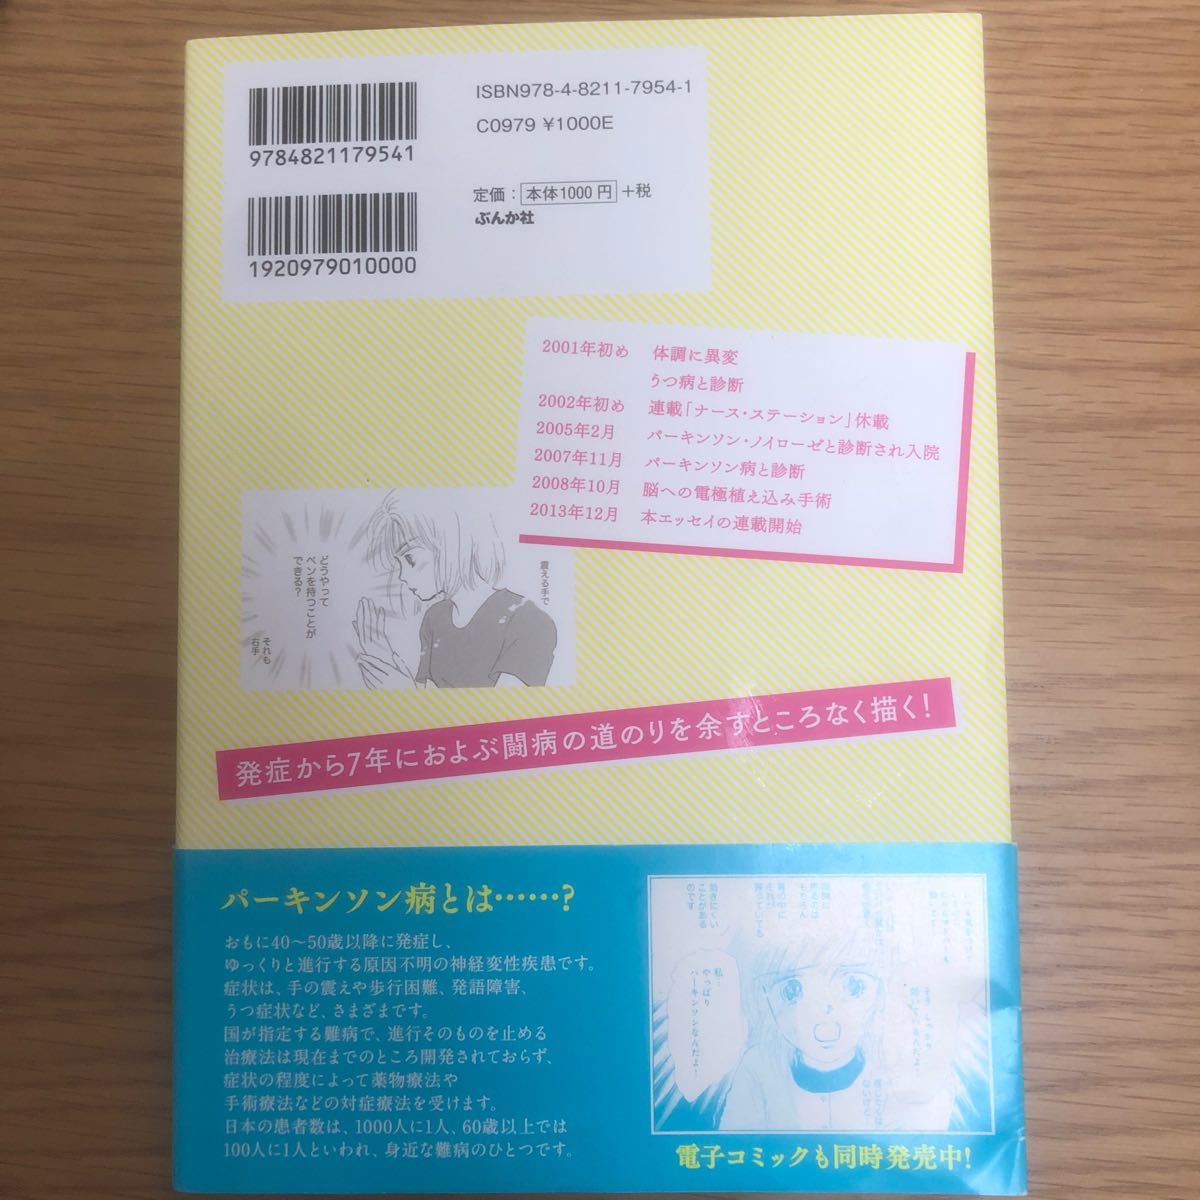 ISBN978-4-8211-7954-1
C0979 ¥1000E
9784821179541
定価：本体1000円+税
ぶんか社
1920979010000
2001年初め 体調に異変
うつ病と診断
2002年初め 連載「ナース・ステーション」休載
2005年2月 パーキンソン・ノイローゼと診断され入院
2007年11月 パーキンソン病と診断
2008年10月 脳への電極植え込み手術
2013年12月 本エッセイの連載開始
震える手で
どうやって
ペンを持つことが
できる？
それも
右手
発症から7年におよぶ闘病の道のりを余すところなく描く！
パーキンソン病とは……？
おもに40〜50歳以降に発症し、
ゆっくりと進行する原因不明の神経変性疾患です。
症状は、手の震えや歩行困難、発語障害、
うつ症状など、さまざまです。
国が指定する難病で、進行そのものを止める
治療法は現在までのところ開発されておらず、
症状の程度によって薬物療法や
手術療法などの対症療法を受けます。
日本の患者数は、1000人に1人、60歳以上では
100人に1人といわれ、身近な難病のひとつです。
動きにくい
ことがある
のです
私…
やっぱり
パーキンソンなんだよ…
電子コミックも同時発売中！